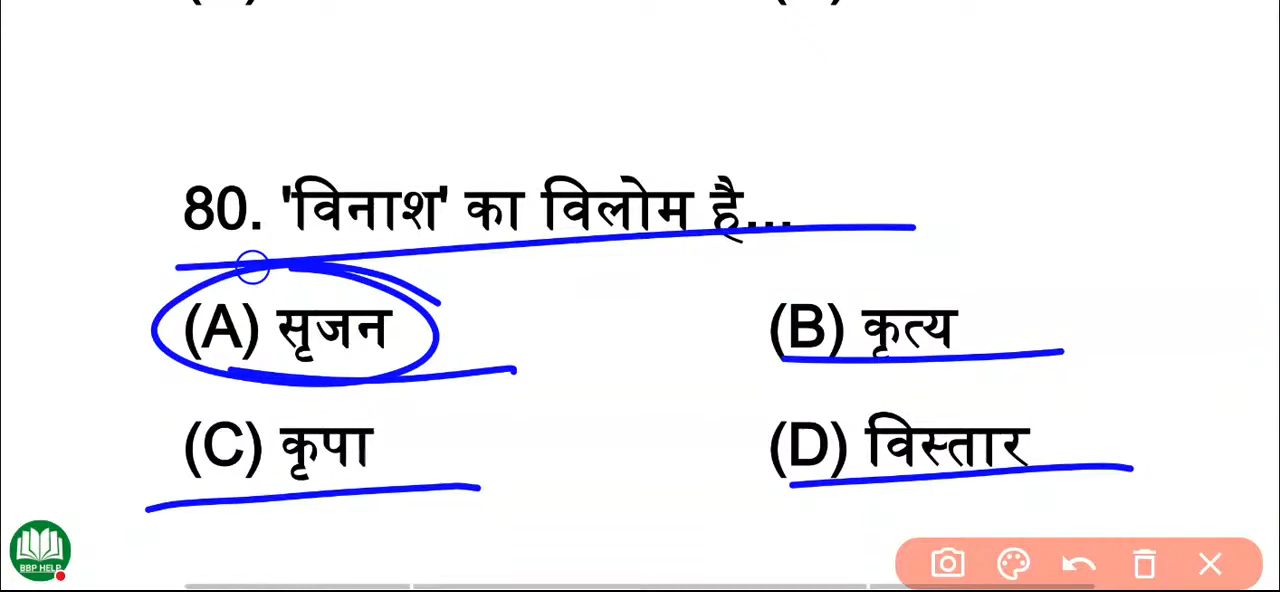 80. 'विनाश' का विलोम है...
(A) सृजन (B) कृत्य
(C) कृपा (D) विस्तार
BBP HELP